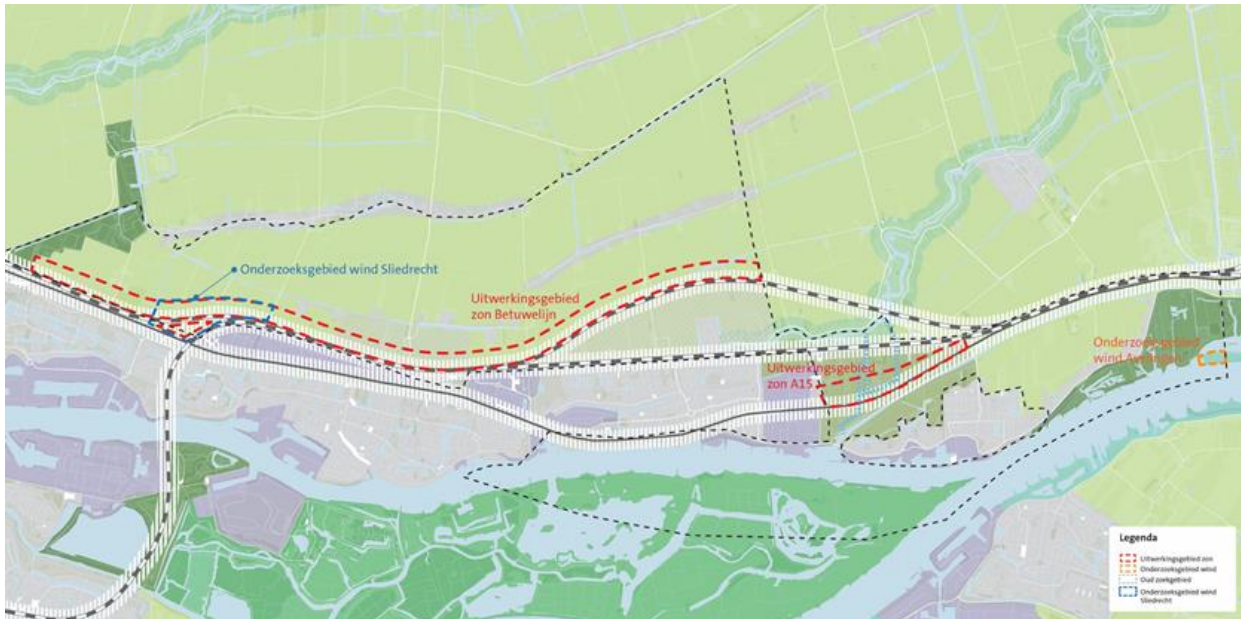 Onderzoeksgebied wind Sliedrecht
Uitwerkingsgebied
zon Betuwelijn
Onderzoeksgebied
wind Avelingen
Uitwerkingsgebied
zon A15
Legenda
Uitwerkingsgebied zon
Onderzoeksgebied wind
Oud zoekgebied
Onderzoeksgebied wind
Sliedrecht